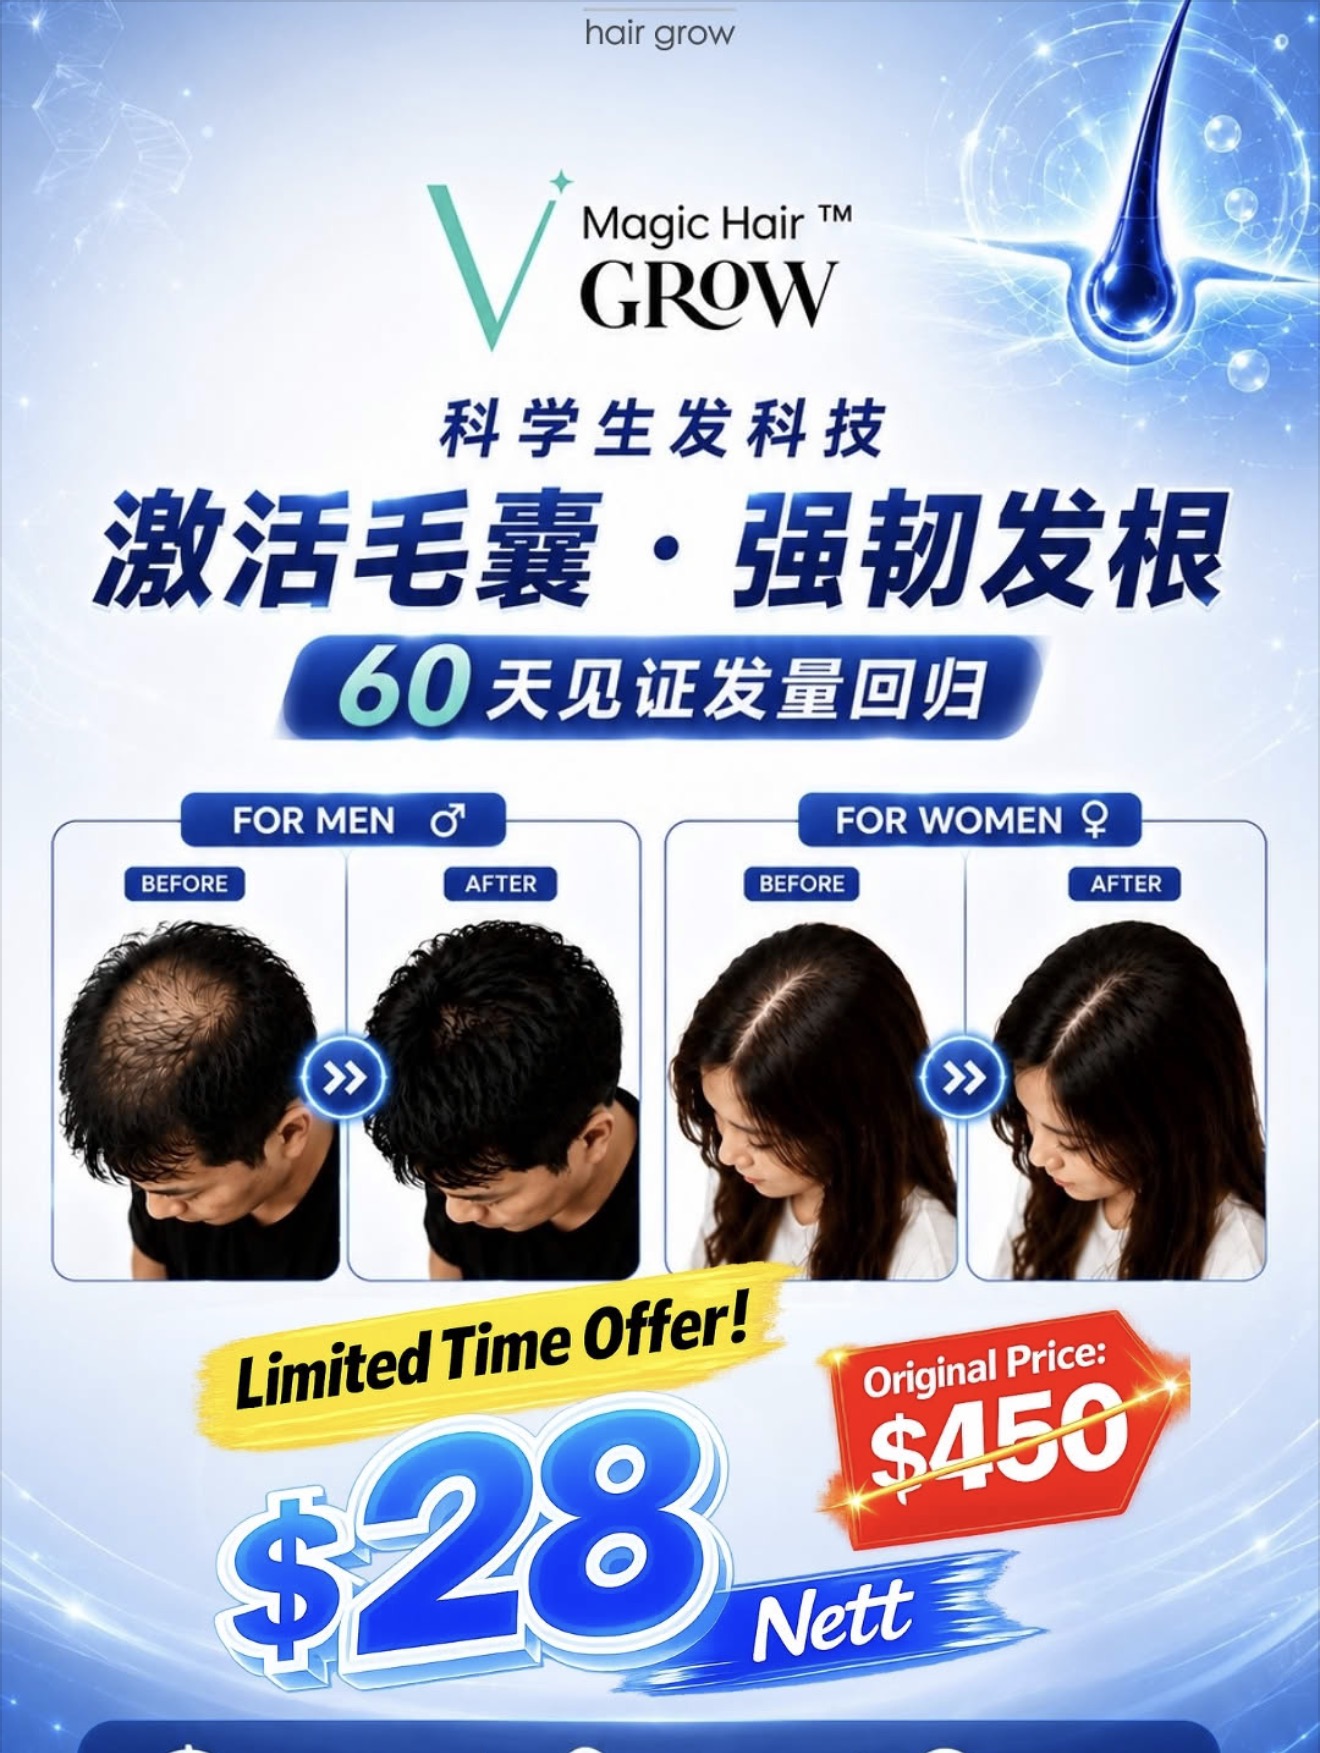 hair grow
Magic Hair ™
GROW
科学生发科技
激活毛囊·强韧发根
60天见证发量回归
FOR MEN ♂
BEFORE
AFTER
FOR WOMEN ♀
BEFORE
AFTER
Limited Time Offer!
Original Price:
$450
$28
Nett